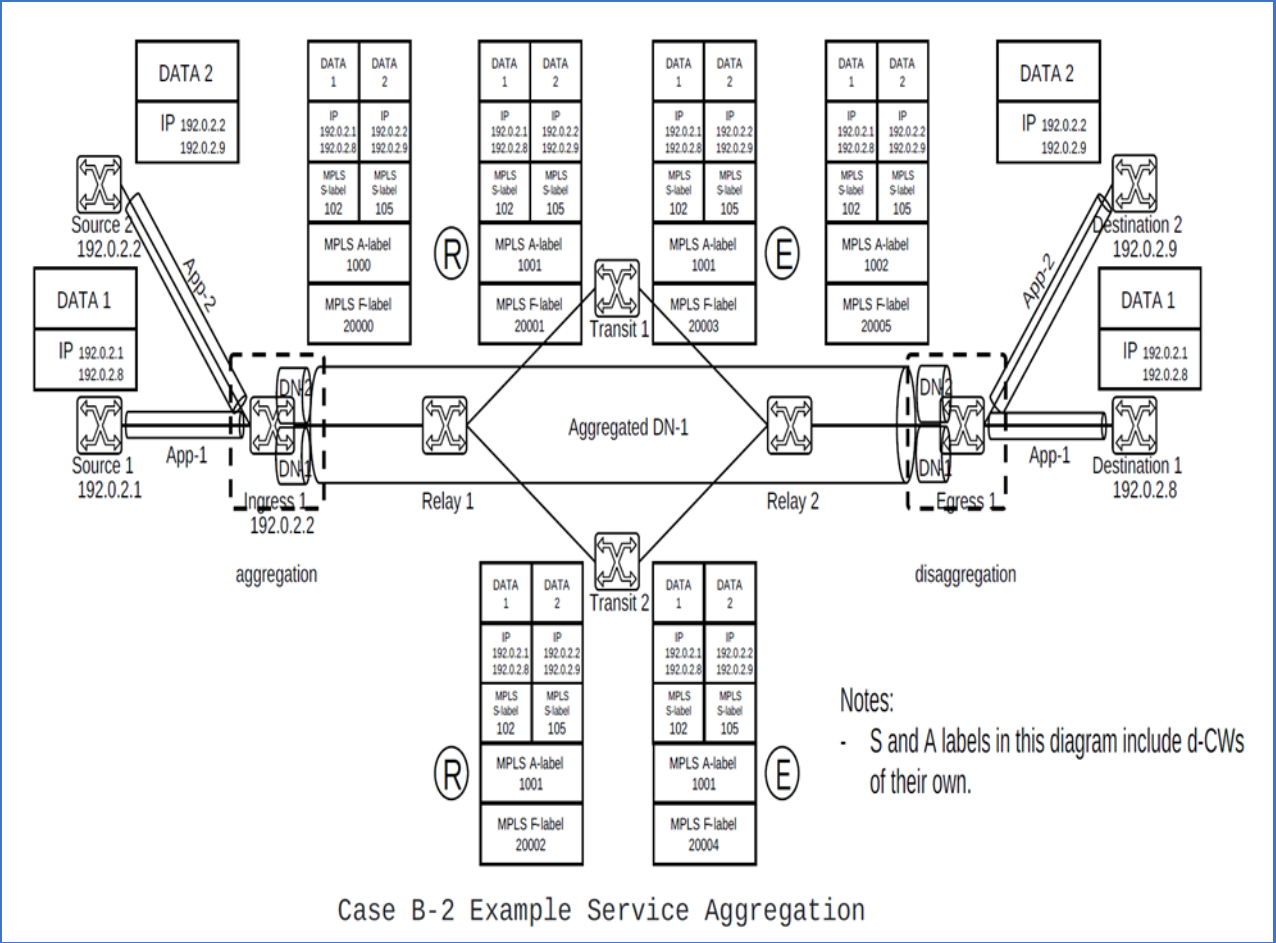 DATA 2
IP 192.0.2.2
192.0.2.9
Source 2
192.0.2.2
App-2
DATA 1
IP 192.0.2.1
192.0.2.8
Source 1
192.0.2.1
App-1
DATA
1
DATA
2
IP
192.0.2.1
192.0.2.8
IP
192.0.2.2
192.0.2.9
MPLS
S-label
102
MPLS
S-label
105
MPLS A-label
1000
MPLS F-label
20000
R
DATA
1
DATA
2
IP
192.0.2.1
192.0.2.8
IP
192.0.2.2
192.0.2.9
MPLS
S-label
102
MPLS
S-label
105
MPLS A-label
1001
MPLS F-label
20001
Transit 1
DATA
1
DATA
2
IP
192.0.2.1
192.0.2.8
IP
192.0.2.2
192.0.2.9
MPLS
S-label
102
MPLS
S-label
105
MPLS A-label
1001
MPLS F-label
20003
E
DATA
1
DATA
2
IP
192.0.2.1
192.0.2.8
IP
192.0.2.2
192.0.2.9
MPLS
S-label
102
MPLS
S-label
105
MPLS A-label
1002
MPLS F-label
20005
DATA 2
IP 192.0.2.2
192.0.2.9
Destination 2
192.0.2.9
App-2
DATA 1
IP 192.0.2.1
192.0.2.8
Destination 1
192.0.2.8
App-1
DN-2
DN-1
Ingress 1
192.0.2.2
aggregation
Relay 1
Aggregated DN-1
Relay 2
DN-2
DN-1
Egress 1
disaggregation
Transit 2
R
DATA
1
DATA
2
IP
192.0.2.1
192.0.2.8
IP
192.0.2.2
192.0.2.9
MPLS
S-label
102
MPLS
S-label
105
MPLS A-label
1001
MPLS F-label
20002
DATA
1
DATA
2
IP
192.0.2.1
192.0.2.8
IP
192.0.2.2
192.0.2.9
MPLS
S-label
102
MPLS
S-label
105
MPLS A-label
1001
MPLS F-label
20004
E
Notes:
- S and A labels in this diagram include d-CWs
of their own.
Case B-2 Example Service Aggregation